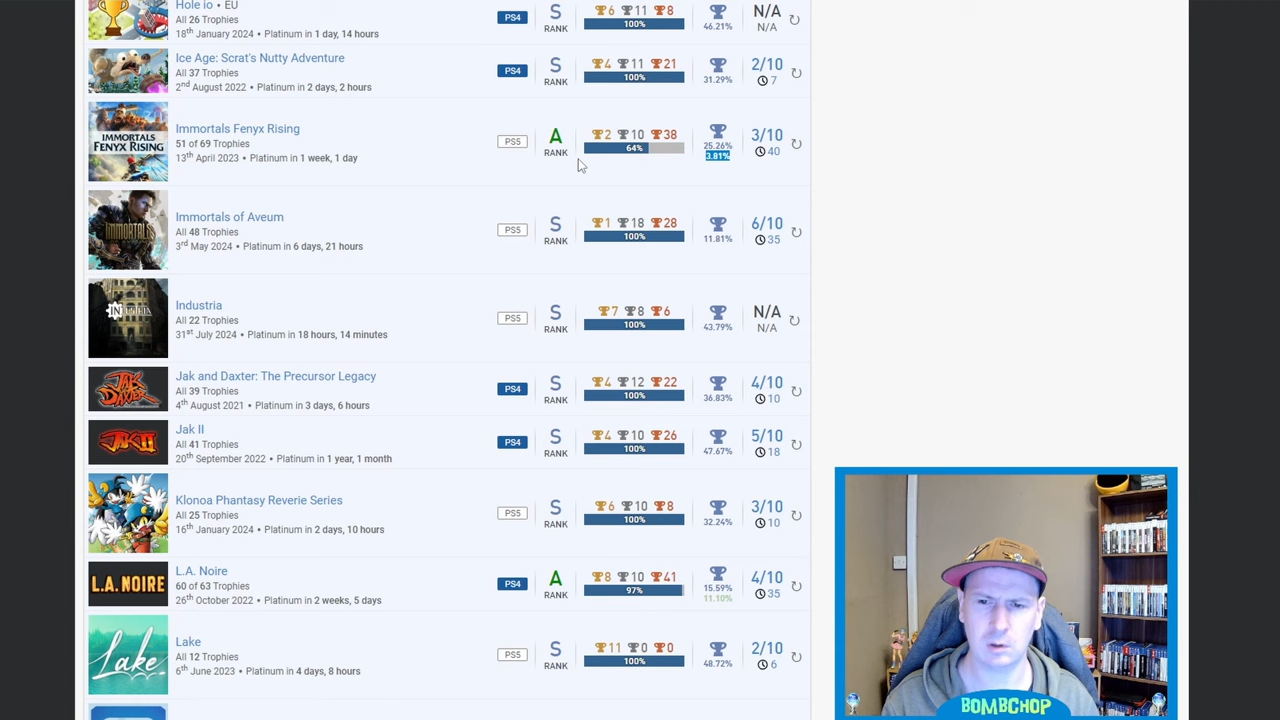 Hole io • EU
All 26 Trophies
18th January 2024 • Platinum in 1 day, 14 hours
PS4
S
RANK
6 11 8
100%
46.21%
N/A
N/A
Ice Age: Scrat's Nutty Adventure
All 37 Trophies
2nd August 2022 • Platinum in 2 days, 2 hours
PS4
S
RANK
4 11 21
100%
31.29%
2/10
7
IMMORTALS
FENYX RISING
Immortals Fenyx Rising
51 of 69 Trophies
13th April 2023 • Platinum in 1 week, 1 day
PS5
A
RANK
2 10 38
64%
25.26%
3.81%
3/10
40
IMMORTALS
Immortals of Aveum
All 48 Trophies
3rd May 2024 • Platinum in 6 days, 21 hours
PS5
S
RANK
1 18 28
100%
11.81%
6/10
35
Industria
All 22 Trophies
31st July 2024 • Platinum in 18 hours, 14 minutes
PS5
S
RANK
7 8 6
100%
43.79%
N/A
N/A
JAK
DAXTER
Jak and Daxter: The Precursor Legacy
All 39 Trophies
4th August 2021 • Platinum in 3 days, 6 hours
PS4
S
RANK
4 12 22
100%
36.83%
4/10
10
JAK II
Jak II
All 41 Trophies
20th September 2022 • Platinum in 1 year, 1 month
PS4
S
RANK
4 10 26
100%
47.67%
5/10
18
Klonoa Phantasy Reverie Series
All 25 Trophies
16th January 2024 • Platinum in 2 days, 10 hours
PS5
S
RANK
6 10 8
100%
32.24%
3/10
10
L.A. NOIRE
L.A. Noire
60 of 63 Trophies
26th October 2022 • Platinum in 2 weeks, 5 days
PS4
A
RANK
8 10 41
97%
15.59%
11.10%
4/10
35
Lake
Lake
All 12 Trophies
6th June 2023 • Platinum in 4 days, 8 hours
PS5
S
RANK
11 0 0
100%
48.72%
2/10
6
BOMBCHOP